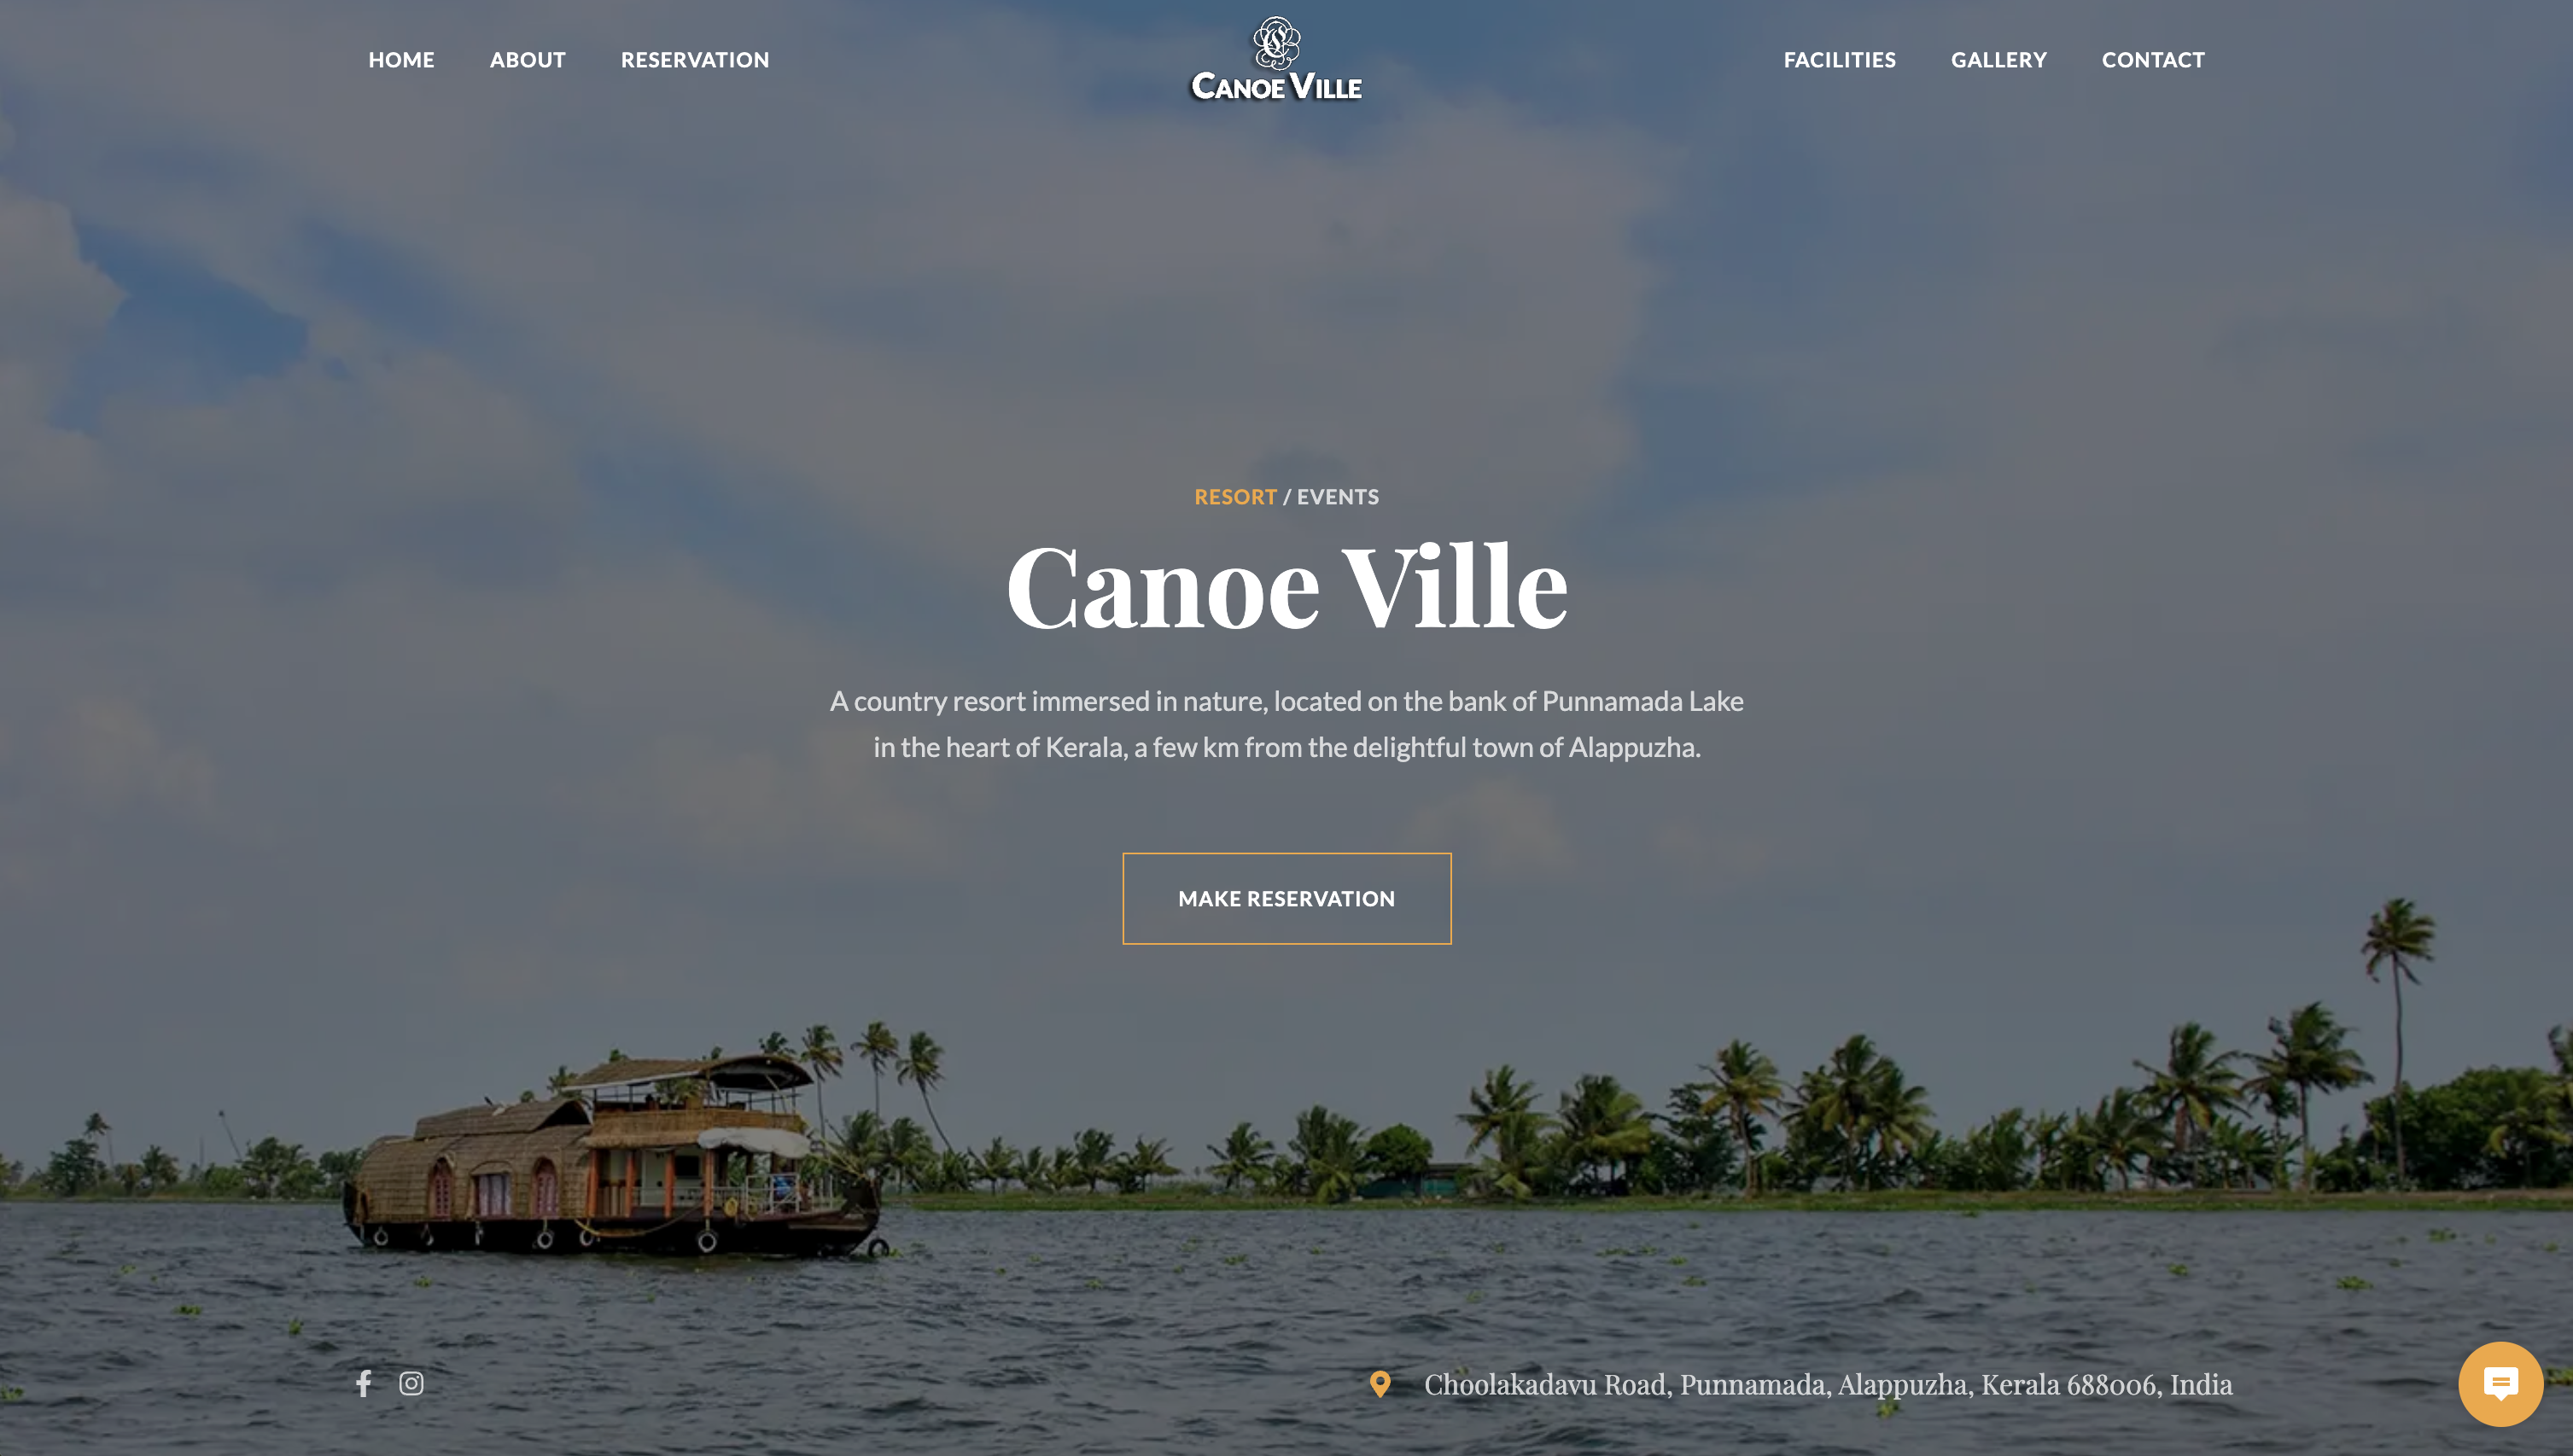 HOME ABOUT RESERVATION
CANOE VILLE
FACILITIES GALLERY CONTACT
RESORT / EVENTS
Canoe Ville
A country resort immersed in nature, located on the bank of Punnamada Lake
in the heart of Kerala, a few km from the delightful town of Alappuzha.
MAKE RESERVATION
Choolakadavu Road, Punnamada, Alappuzha, Kerala 688006, India